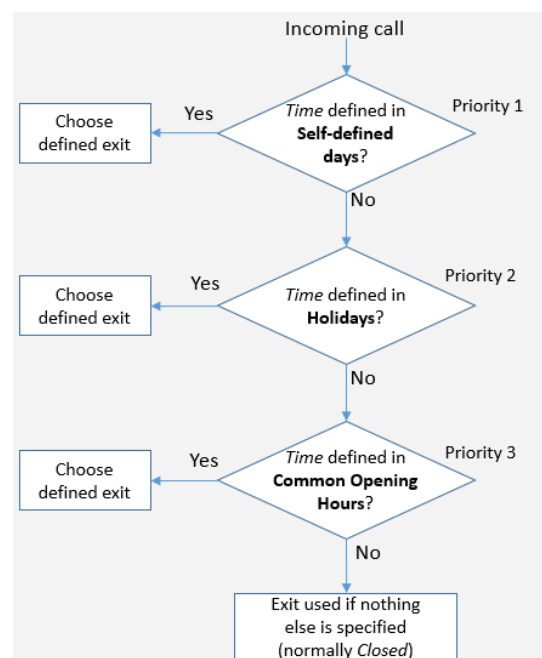 Incoming call
Priority 1
Time defined in
Self-defined
days?
Yes
Choose
defined exit
No
Priority 2
Time defined in
Holidays?
Yes
Choose
defined exit
No
Priority 3
Time defined in
Common Opening
Hours?
Yes
Choose
defined exit
No
Exit used if nothing
else is specified
(normally Closed)